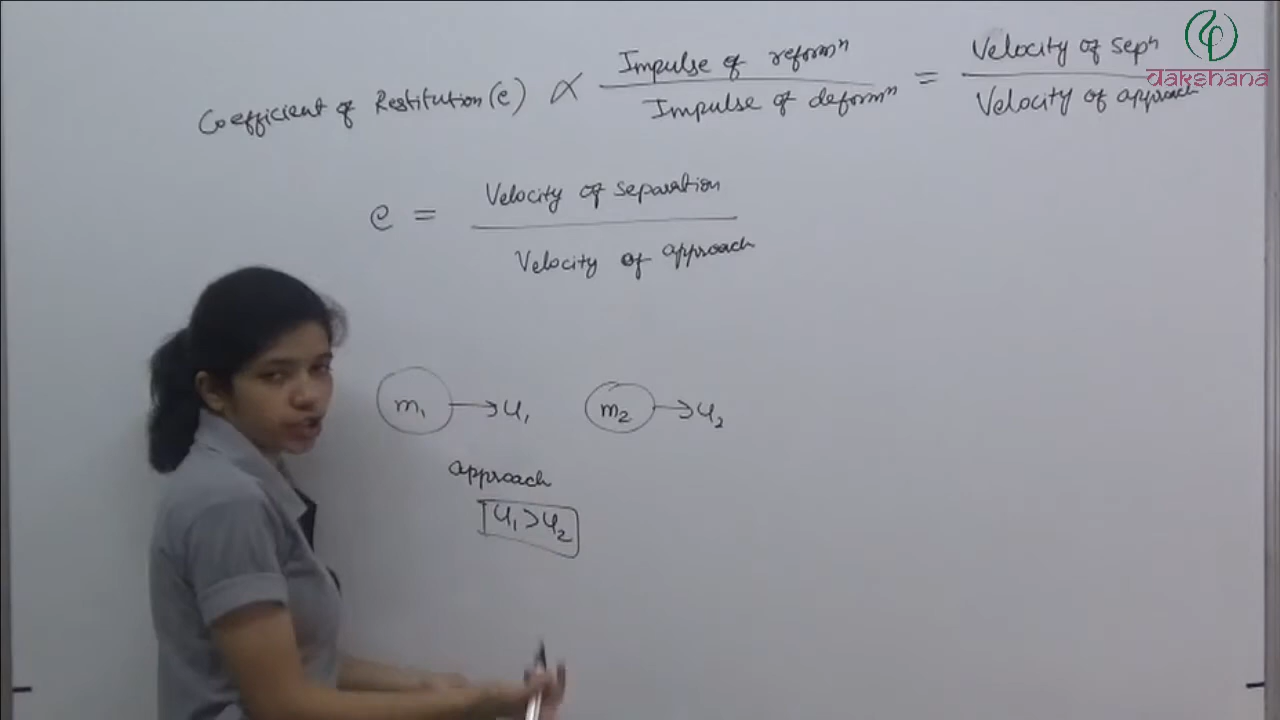 dakshana
Coefficient of Restitution (e) ∝ Impulse of reformⁿ / Impulse of deformⁿ = Velocity of sepⁿ / Velocity of approach
e = Velocity of separation / Velocity of approach
m₁ → u₁ m₂ → u₂
approach
u₁ > u₂